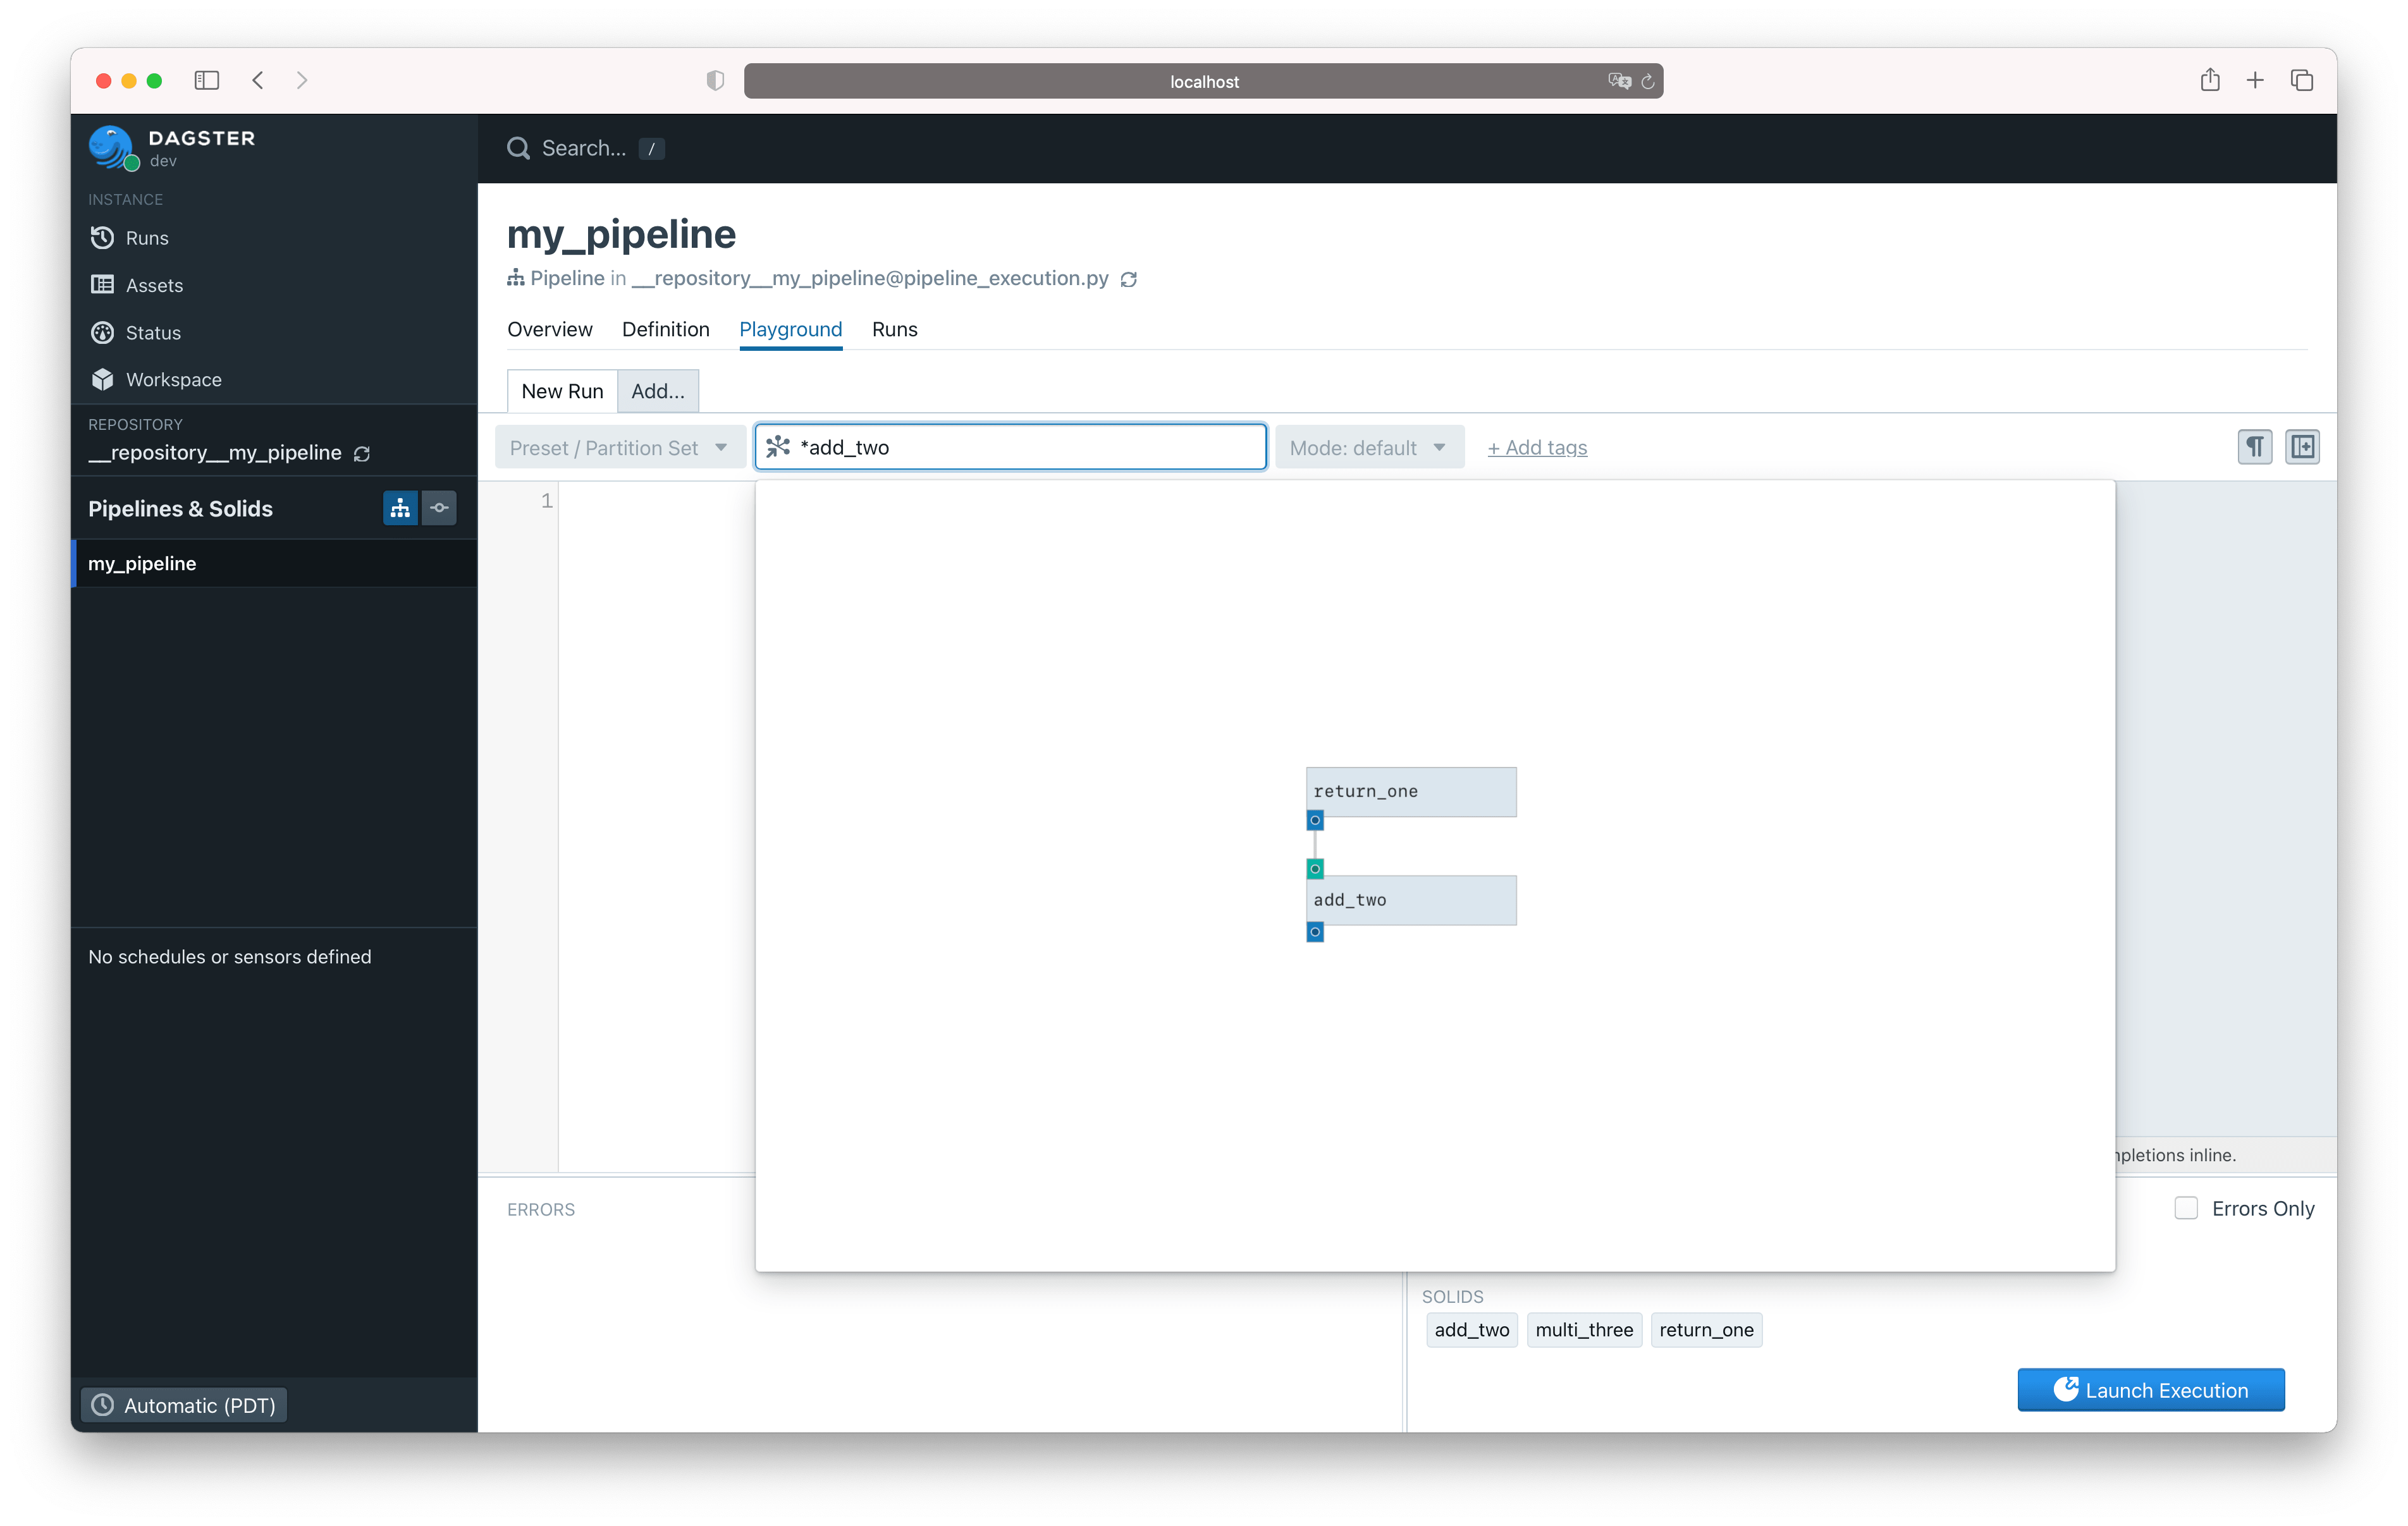 localhost
DAGSTER
dev
Search... /
INSTANCE
Runs
Assets
Status
Workspace
REPOSITORY
__repository__my_pipeline
Pipelines & Solids
my_pipeline
No schedules or sensors defined
Automatic (PDT)
my_pipeline
Pipeline in __repository__my_pipeline@pipeline_execution.py
Overview Definition Playground Runs
New Run Add...
Preset / Partition Set *add_two Mode: default + Add tags
1
return_one
add_two
inline.
ERRORS
Errors Only
SOLIDS
add_two multi_three return_one
Launch Execution